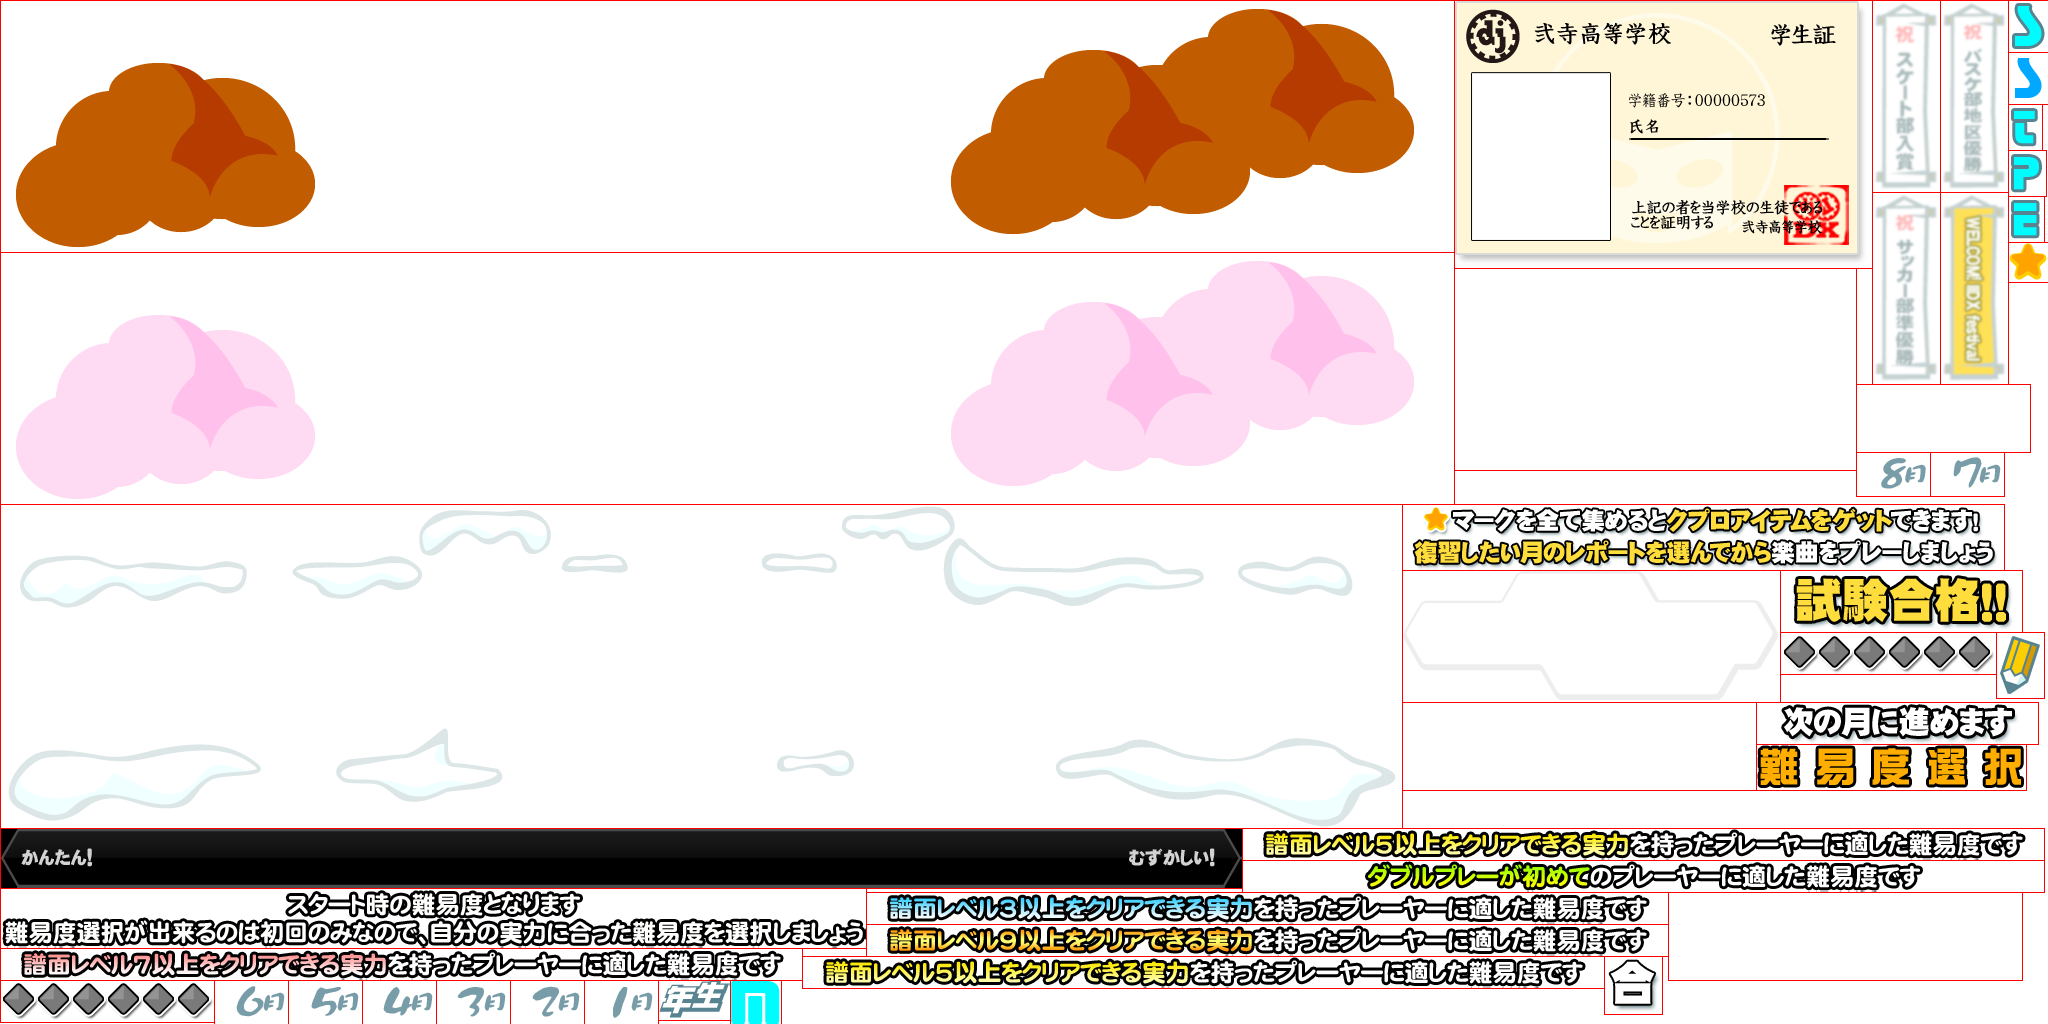 dj
弐寺高等学校
学生証
学籍番号:00000573
氏名
上記の者を当学校の生徒である
ことを証明する
弐寺高等学校
DX
祝 スケート部入賞
祝 バスケ部地区優勝
祝 サッカー部準優勝
WELCOME IDX festival
S
S
t
P
E
8月
7月
★マークを全て集めるとクプロアイテムをゲットできます!
復習したい月のレポートを選んでから楽曲をプレーしましょう
試験合格!!
次の月に進めます
難易度選択
かんたん!
むずかしい!
譜面レベル5以上をクリアできる実力を持ったプレーヤーに適した難易度です
ダブルプレーが初めてのプレーヤーに適した難易度です
スタート時の難易度となります
難易度選択が出来るのは初回のみなので、自分の実力に合った難易度を選択しましょう
譜面レベル3以上をクリアできる実力を持ったプレーヤーに適した難易度です
譜面レベル9以上をクリアできる実力を持ったプレーヤーに適した難易度です
譜面レベル7以上をクリアできる実力を持ったプレーヤーに適した難易度です
譜面レベル5以上をクリアできる実力を持ったプレーヤーに適した難易度です
6月
5月
4月
3月
2月
1月
年生